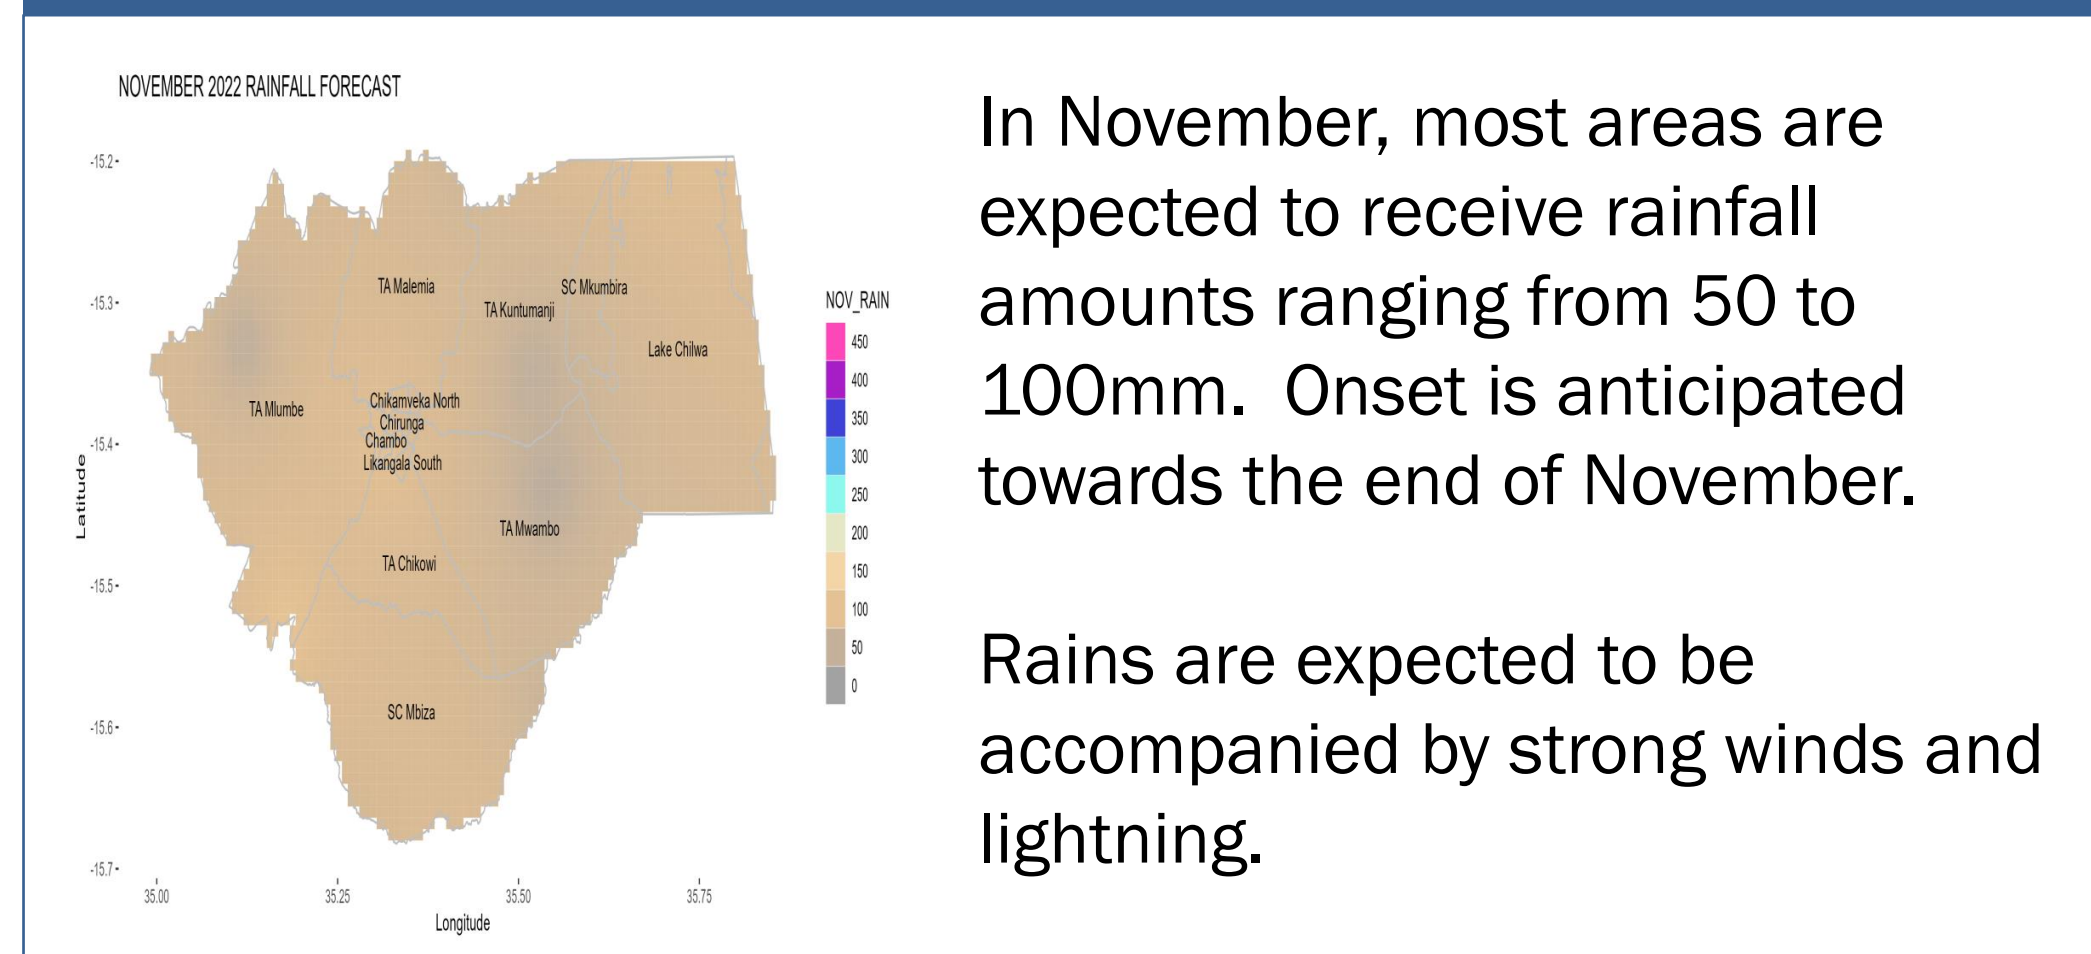 NOVEMBER 2022 RAINFALL FORECAST
-15.2
-15.3
-15.4
-15.5
-15.6
-15.7
Latitude
35.00
35.25
35.50
35.75
Longitude
TA Malemia
TA Kuntumanji
SC Mkumbira
Lake Chilwa
TA Mlumbe
Chikamveka North
Chirunga
Chambo
Likangala South
TA Mwambo
TA Chikowi
SC Mbiza
NOV_RAIN
450
400
350
300
250
200
150
100
50
0
In November, most areas are
expected to receive rainfall
amounts ranging from 50 to
100mm.  Onset is anticipated
towards the end of November.
Rains are expected to be
accompanied by strong winds and
lightning.